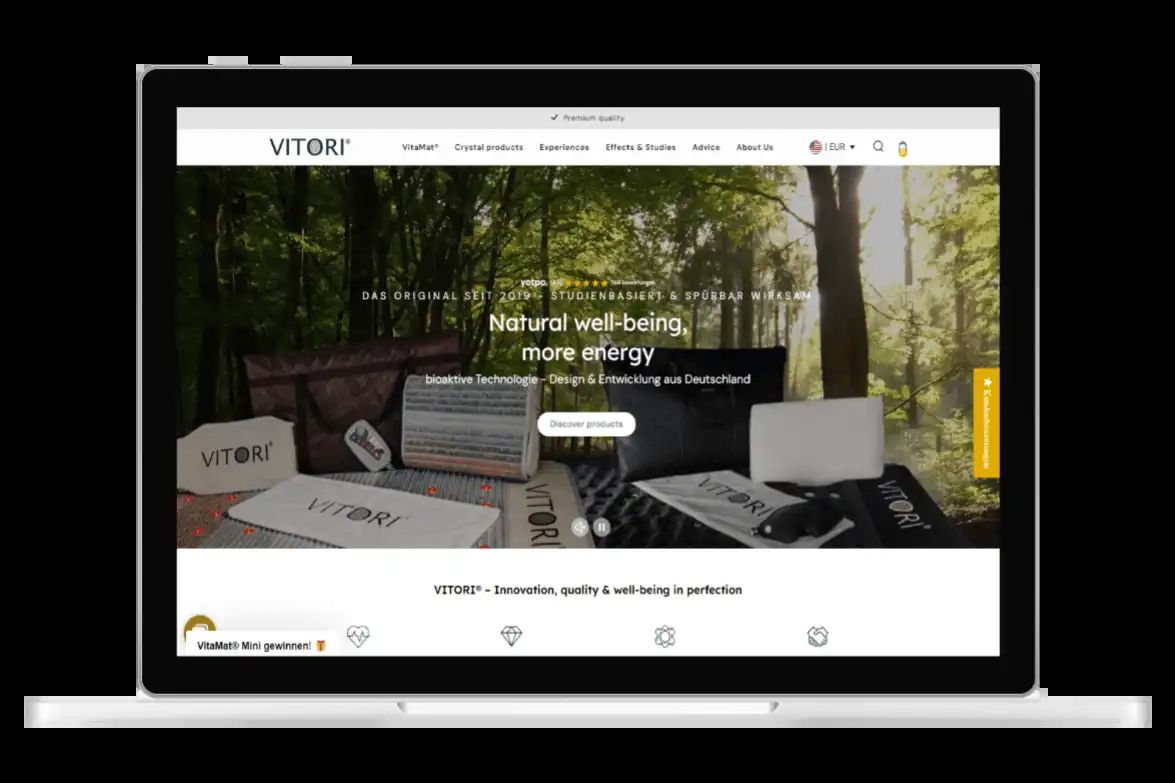 Premium quality
VITORI®
VitaMat®
Crystal products
Experiences
Effects & Studies
Advice
About Us
| EUR
yotpo.
DAS ORIGINAL SEIT 2019 - STUDIENBASIERT & SPÜRBAR WIRKSAM
Natural well-being,
more energy
bioaktive Technologie – Design & Entwicklung aus Deutschland
Discover products
VITORI®
VITORI®
VITORI
VITORI
VITORI®
VITORI® – Innovation, quality & well-being in perfection
VitaMat® Mini gewinnen! 🎁